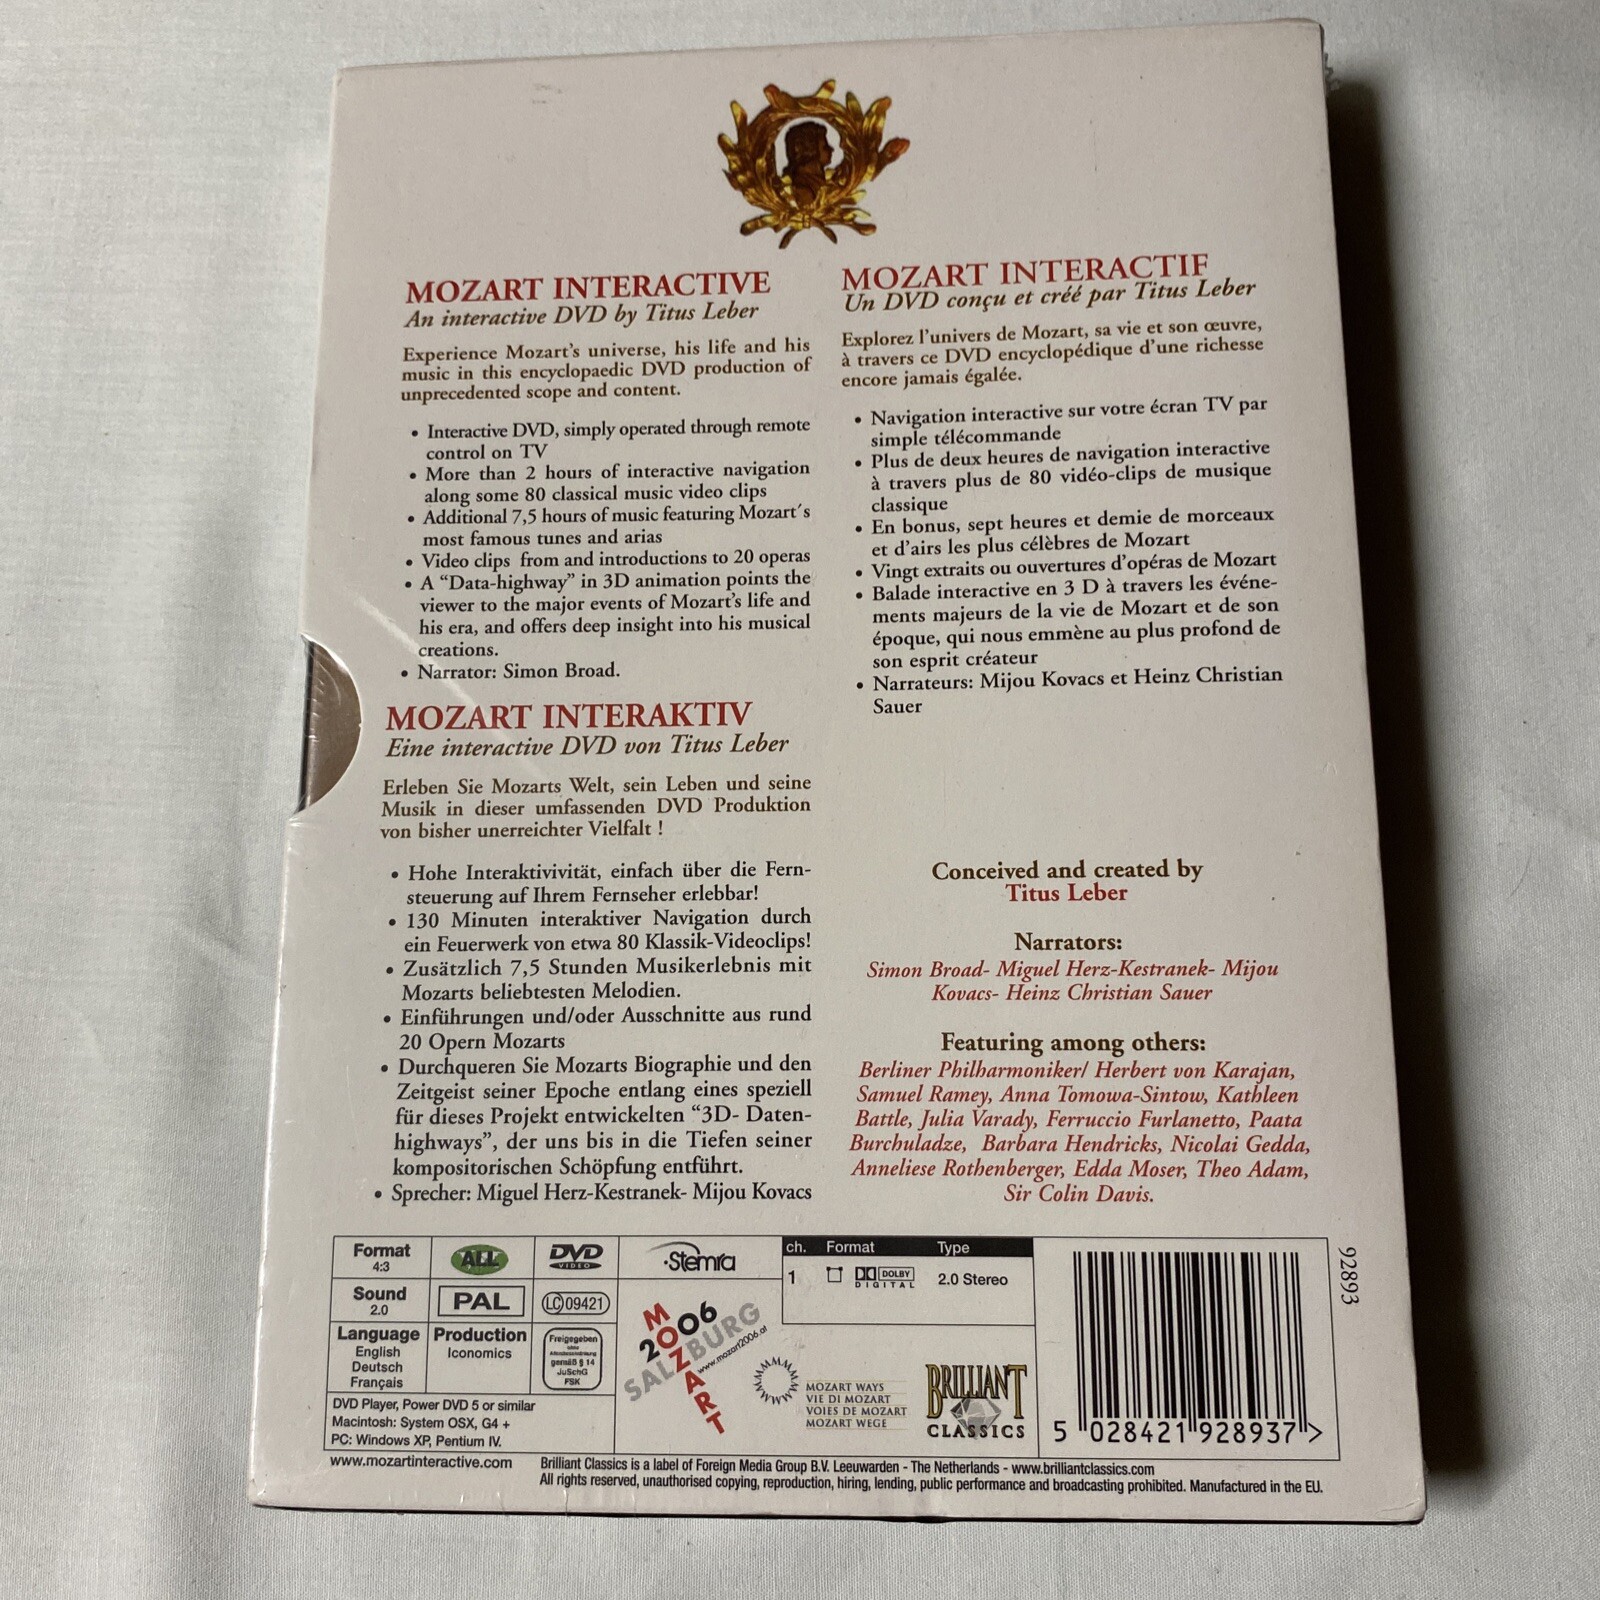 MOZART INTERACTIVE
An interactive DVD by Titus Leber
Experience Mozart's universe, his life and his
music in this encyclopaedic DVD production of
unprecedented scope and content.
• Interactive DVD, simply operated through remote
control on TV
• More than 2 hours of interactive navigation
along some 80 classical music video clips
• Additional 7,5 hours of music featuring Mozart´s
most famous tunes and arias
• Video clips from and introductions to 20 operas
• A “Data-highway” in 3D animation points the
viewer to the major events of Mozart's life and
his era, and offers deep insight into his musical
creations.
• Narrator: Simon Broad.
MOZART INTERAKTIV
Eine interactive DVD von Titus Leber
Erleben Sie Mozarts Welt, sein Leben und seine
Musik in dieser umfassenden DVD Produktion
von bisher unerreichter Vielfalt !
• Hohe Interaktivivität, einfach über die Fern-
steuerung auf Ihrem Fernseher erlebbar!
• 130 Minuten interaktiver Navigation durch
ein Feuerwerk von etwa 80 Klassik-Videoclips!
• Zusätzlich 7,5 Stunden Musikerlebnis mit
Mozarts beliebtesten Melodien.
• Einführungen und/oder Ausschnitte aus rund
20 Opern Mozarts
• Durchqueren Sie Mozarts Biographie und den
Zeitgeist seiner Epoche entlang eines speziell
für dieses Projekt entwickelten “3D- Daten-
highways”, der uns bis in die Tiefen seiner
kompositorischen Schöpfung entführt.
• Sprecher: Miguel Herz-Kestranek- Mijou Kovacs
MOZART INTERACTIF
Un DVD conçu et créé par Titus Leber
Explorez l'univers de Mozart, sa vie et son œuvre,
à travers ce DVD encyclopédique d'une richesse
encore jamais égalée.
• Navigation interactive sur votre écran TV par
simple télécommande
• Plus de deux heures de navigation interactive
à travers plus de 80 vidéo-clips de musique
classique
• En bonus, sept heures et demie de morceaux
et d'airs les plus célèbres de Mozart
• Vingt extraits ou ouvertures d'opéras de Mozart
• Balade interactive en 3 D à travers les événe-
ments majeurs de la vie de Mozart et de son
époque, qui nous emmène au plus profond de
son esprit créateur
• Narrateurs: Mijou Kovacs et Heinz Christian
Sauer
Conceived and created by
Titus Leber
Narrators:
Simon Broad- Miguel Herz-Kestranek- Mijou
Kovacs- Heinz Christian Sauer
Featuring among others:
Berliner Philharmoniker/ Herbert von Karajan,
Samuel Ramey, Anna Tomowa-Sintow, Kathleen
Battle, Julia Varady, Ferruccio Furlanetto, Paata
Burchuladze, Barbara Hendricks, Nicolai Gedda,
Anneliese Rothenberger, Edda Moser, Theo Adam,
Sir Colin Davis.
Format
4:3
ALL
DVD
VIDEO
Sound
2.0
PAL
LC 09421
Language
English
Deutsch
Français
Production
Iconomics
Freigegeben
gemäß § 14
JuSchG
FSK
DVD Player, Power DVD 5 or similar
Macintosh: System OSX, G4 +
PC: Windows XP, Pentium IV.
Stemra
MOZART
2006
SALZBURG
www.mozart2006.at
ch. Format Type
1 DOLBY DIGITAL 2.0 Stereo
MOZART WAYS
VIE DI MOZART
VOIES DE MOZART
MOZART WEGE
BRILLIANT
CLASSICS
5 028421 928937 >
92893
www.mozartinteractive.com
Brilliant Classics is a label of Foreign Media Group B.V. Leeuwarden - The Netherlands - www.brilliantclassics.com
All rights reserved, unauthorised copying, reproduction, hiring, lending, public performance and broadcasting prohibited. Manufactured in the EU.